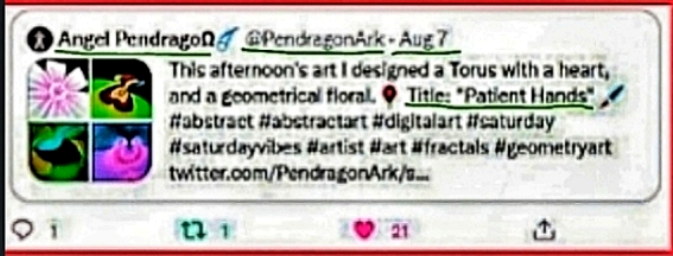 Angel PendragoΩ @PendragonArk - Aug 7
This afternoon's art I designed a Torus with a heart,
and a geometrical floral. Title: "Patient Hands"
#abstract #abstractart #digitalart #saturday
#saturdayvibes #artist #art #fractals #geometryart
twitter.com/PendragonArk/s...
1 1 21